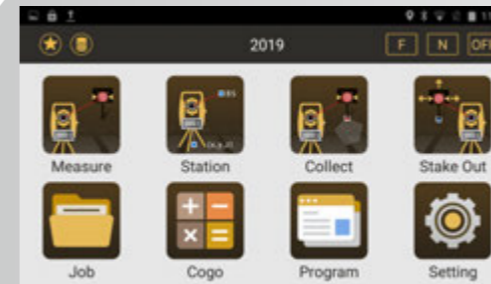 2019
F N
Measure Station Collect Stake Out
Job Cogo Program Setting